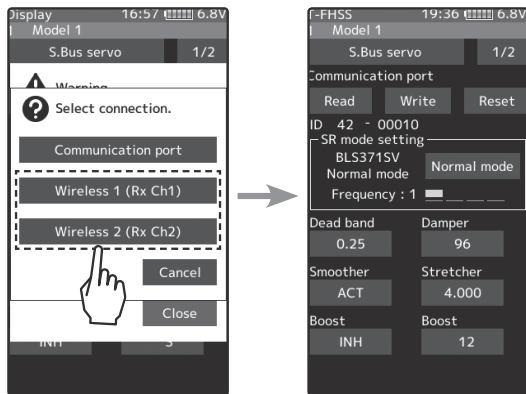 Display 16:57 6.8V
1 Model 1
S.Bus servo 1/2
Warning
? Select connection.
Communication port
Wireless 1 (Rx Ch1)
Wireless 2 (Rx Ch2)
Cancel
Close
INH 3
T-FHSS 19:36 6.8V
1 Model 1
S.Bus servo 1/2
Communication port
Read Write Reset
ID 42 - 00010
SR mode setting
BLS371SV
Normal mode
Normal mode
Frequency : 1
Dead band Damper
0.25 96
Smoother Stretcher
ACT 4.000
Boost Boost
INH 12